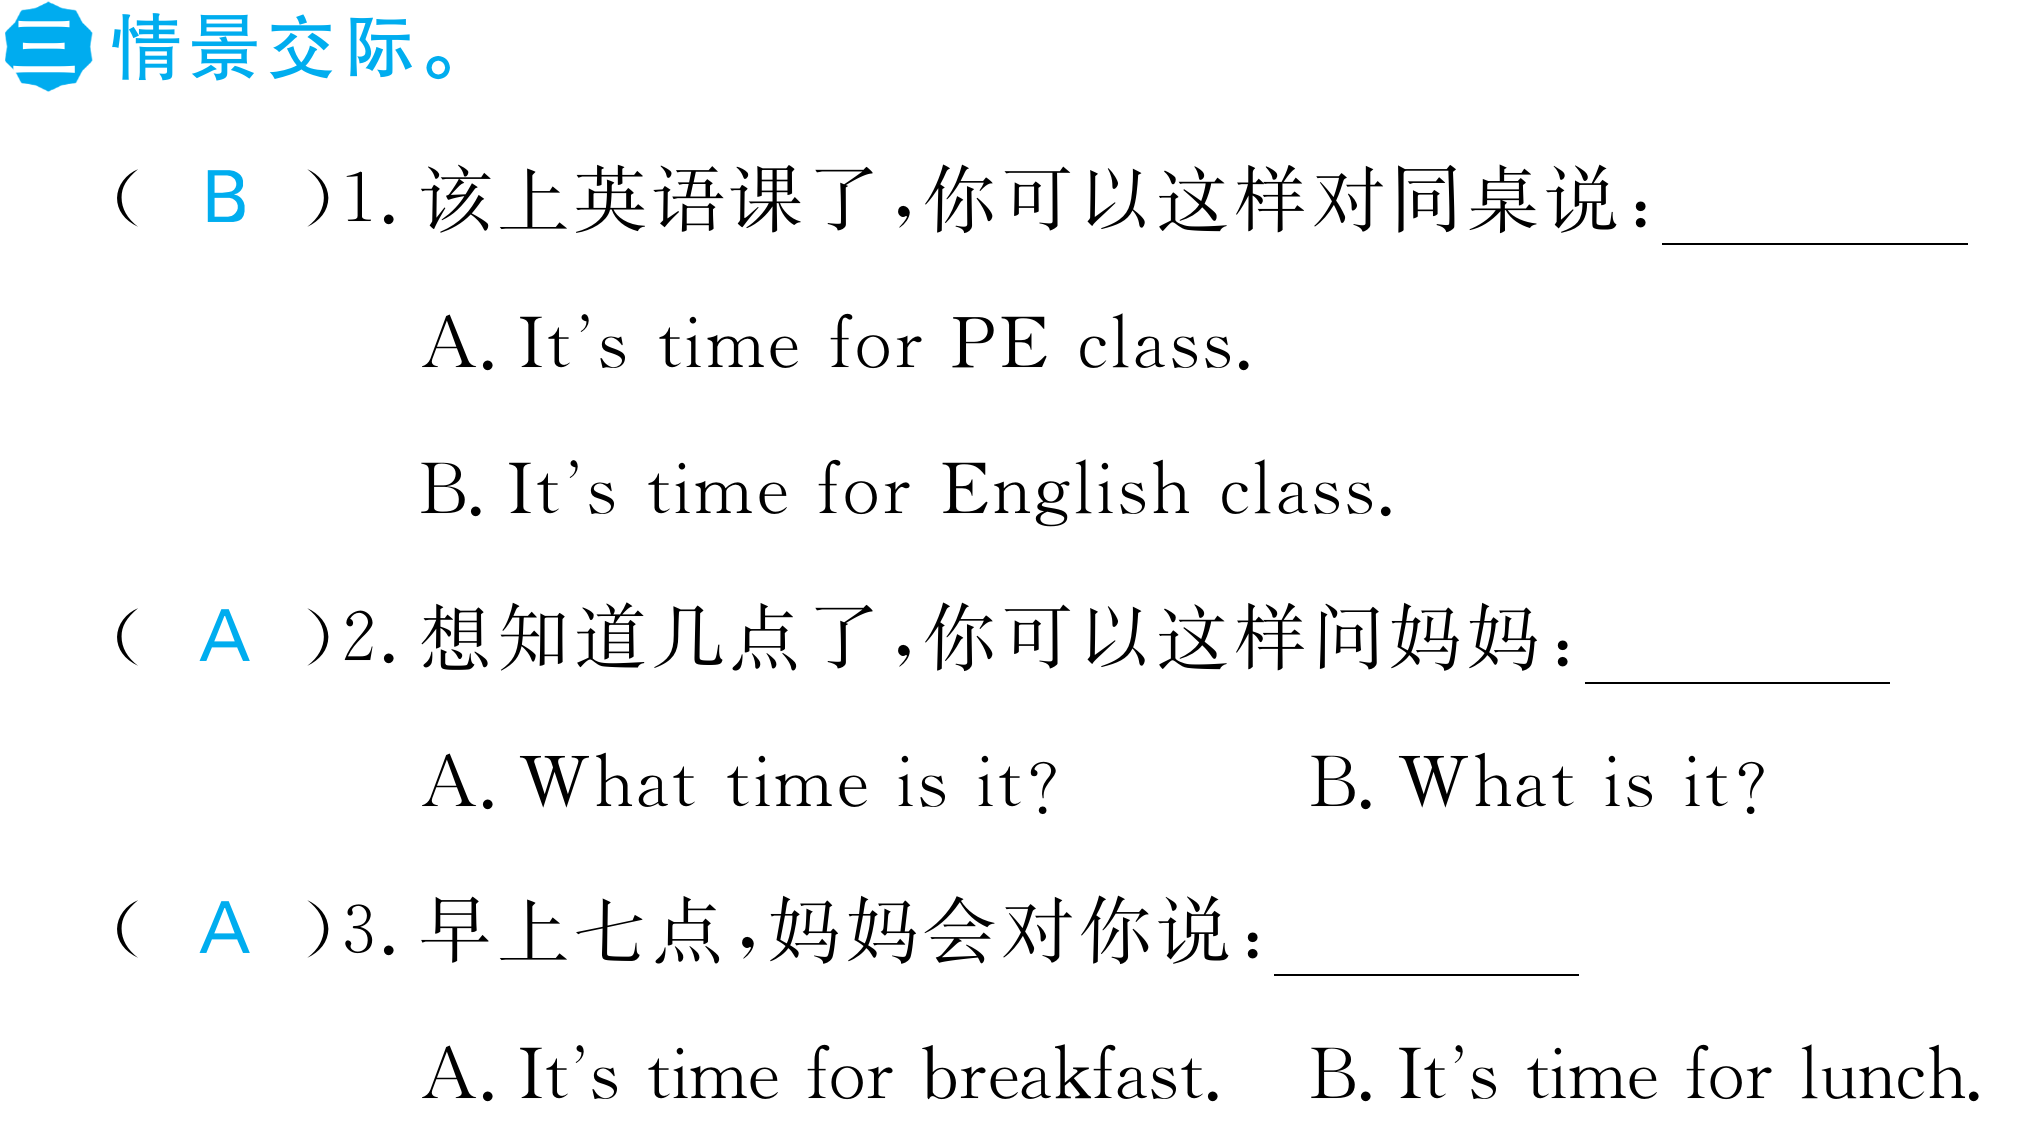 三 情景交际。
( B )1. 该上英语课了,你可以这样对同桌说:
A. It's time for PE class.
B. It's time for English class.
( A )2. 想知道几点了,你可以这样问妈妈:
A. What time is it? B. What is it?
( A )3. 早上七点,妈妈会对你说:
A. It's time for breakfast. B. It's time for lunch.